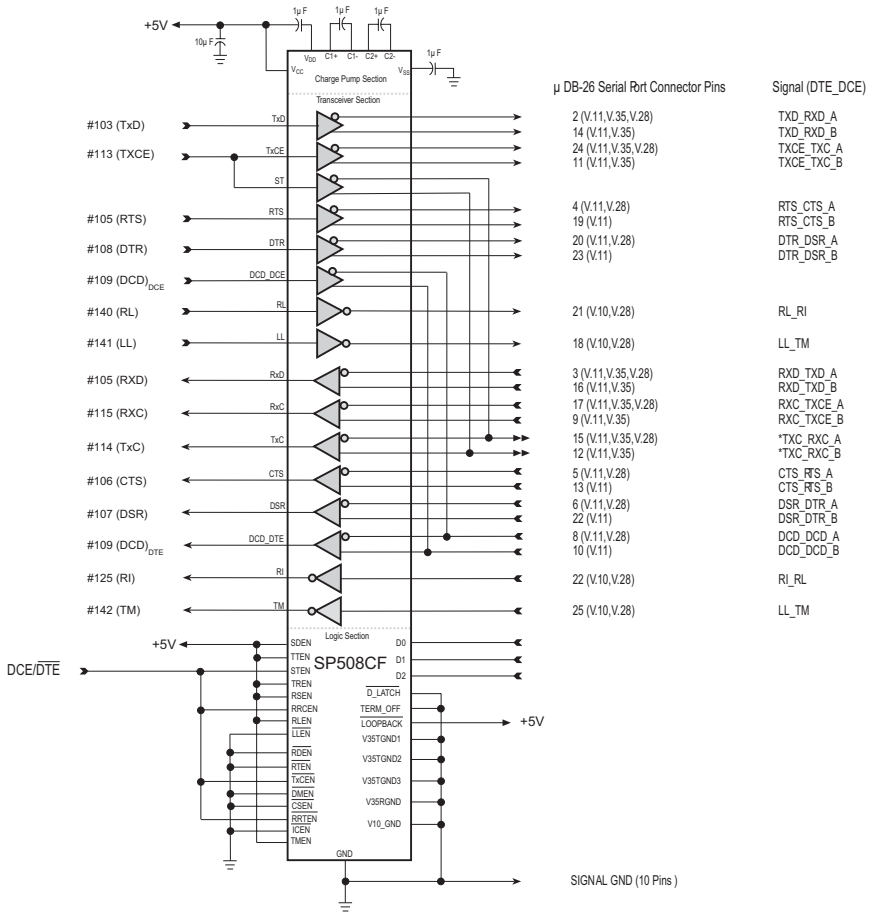 1µ F 1µ F 1µ F
+5V
10µ F
1µ F
VDD C1+ C1- C2+ C2-
VCC VSS
Charge Pump Section
Transceiver Section
µ DB-26 Serial Port Connector Pins Signal (DTE_DCE)
#103 (TxD) TxD 2 (V.11,V.35,V.28) TXD_RXD_A
14 (V.11,V.35) TXD_RXD_B
#113 (TXCE) TxCE 24 (V.11,V.35,V.28) TXCE_TXC_A
11 (V.11,V.35) TXCE_TXC_B
ST
#105 (RTS) RTS 4 (V.11,V.28) RTS_CTS_A
19 (V.11) RTS_CTS_B
#108 (DTR) DTR 20 (V.11,V.28) DTR_DSR_A
23 (V.11) DTR_DSR_B
#109 (DCD)DCE DCD_DCE
#140 (RL) RL 21 (V.10,V.28) RL_RI
#141 (LL) LL 18 (V.10,V.28) LL_TM
#105 (RXD) RxD 3 (V.11,V.35,V.28) RXD_TXD_A
16 (V.11,V.35) RXD_TXD_B
#115 (RXC) RxC 17 (V.11,V.35,V.28) RXC_TXCE_A
9 (V.11,V.35) RXC_TXCE_B
#114 (TxC) TxC 15 (V.11,V.35,V.28) *TXC_RXC_A
12 (V.11,V.35) *TXC_RXC_B
#106 (CTS) CTS 5 (V.11,V.28) CTS_RTS_A
13 (V.11) CTS_RTS_B
#107 (DSR) DSR 6 (V.11,V.28) DSR_DTR_A
22 (V.11) DSR_DTR_B
#109 (DCD)DTE DCD_DTE 8 (V.11,V.28) DCD_DCD_A
10 (V.11) DCD_DCD_B
#125 (RI) RI 22 (V.10,V.28) RI_RL
#142 (TM) TM 25 (V.10,V.28) LL_TM
Logic Section
+5V SDEN D0
TTEN SP508CF D1
DCE/DTE STEN D2
TREN D_LATCH
RSEN
RRCEN TERM_OFF
RLEN LOOPBACK +5V
LLEN V35TGND1
RDEN V35TGND2
RTEN
TxCEN V35TGND3
DMEN
CSEN V35RGND
RRTEN
ICEN V10_GND
TMEN
GND
SIGNAL GND (10 Pins )